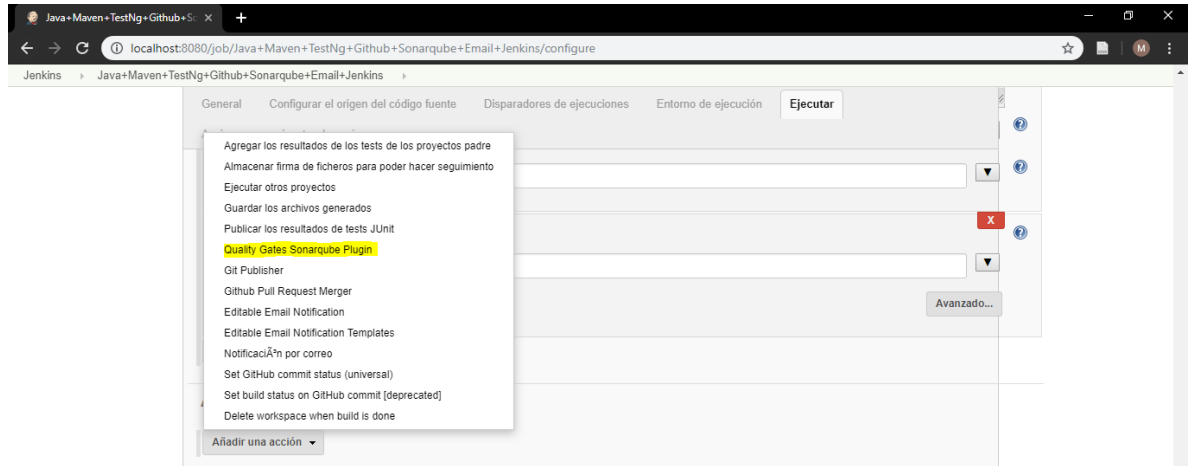 Java+Maven+TestNg+Github+So
localhost:8080/job/Java+Maven+TestNg+Github+Sonarqube+Email+Jenkins/configure
M
Jenkins
Java+Maven+TestNg+Github+Sonarqube+Email+Jenkins
General Configurar el origen del código fuente Disparadores de ejecuciones Entorno de ejecución Ejecutar
Agregar los resultados de los tests de los proyectos padre
Almacenar firma de ficheros para poder hacer seguimiento
Ejecutar otros proyectos
Guardar los archivos generados
Publicar los resultados de tests JUnit
X
Quality Gates Sonarqube Plugin
Git Publisher
Github Pull Request Merger
Avanzado...
Editable Email Notification
Editable Email Notification Templates
NotificaciÃ³n por correo
Set GitHub commit status (universal)
Set build status on GitHub commit [deprecated]
Delete workspace when build is done
Añadir una acción